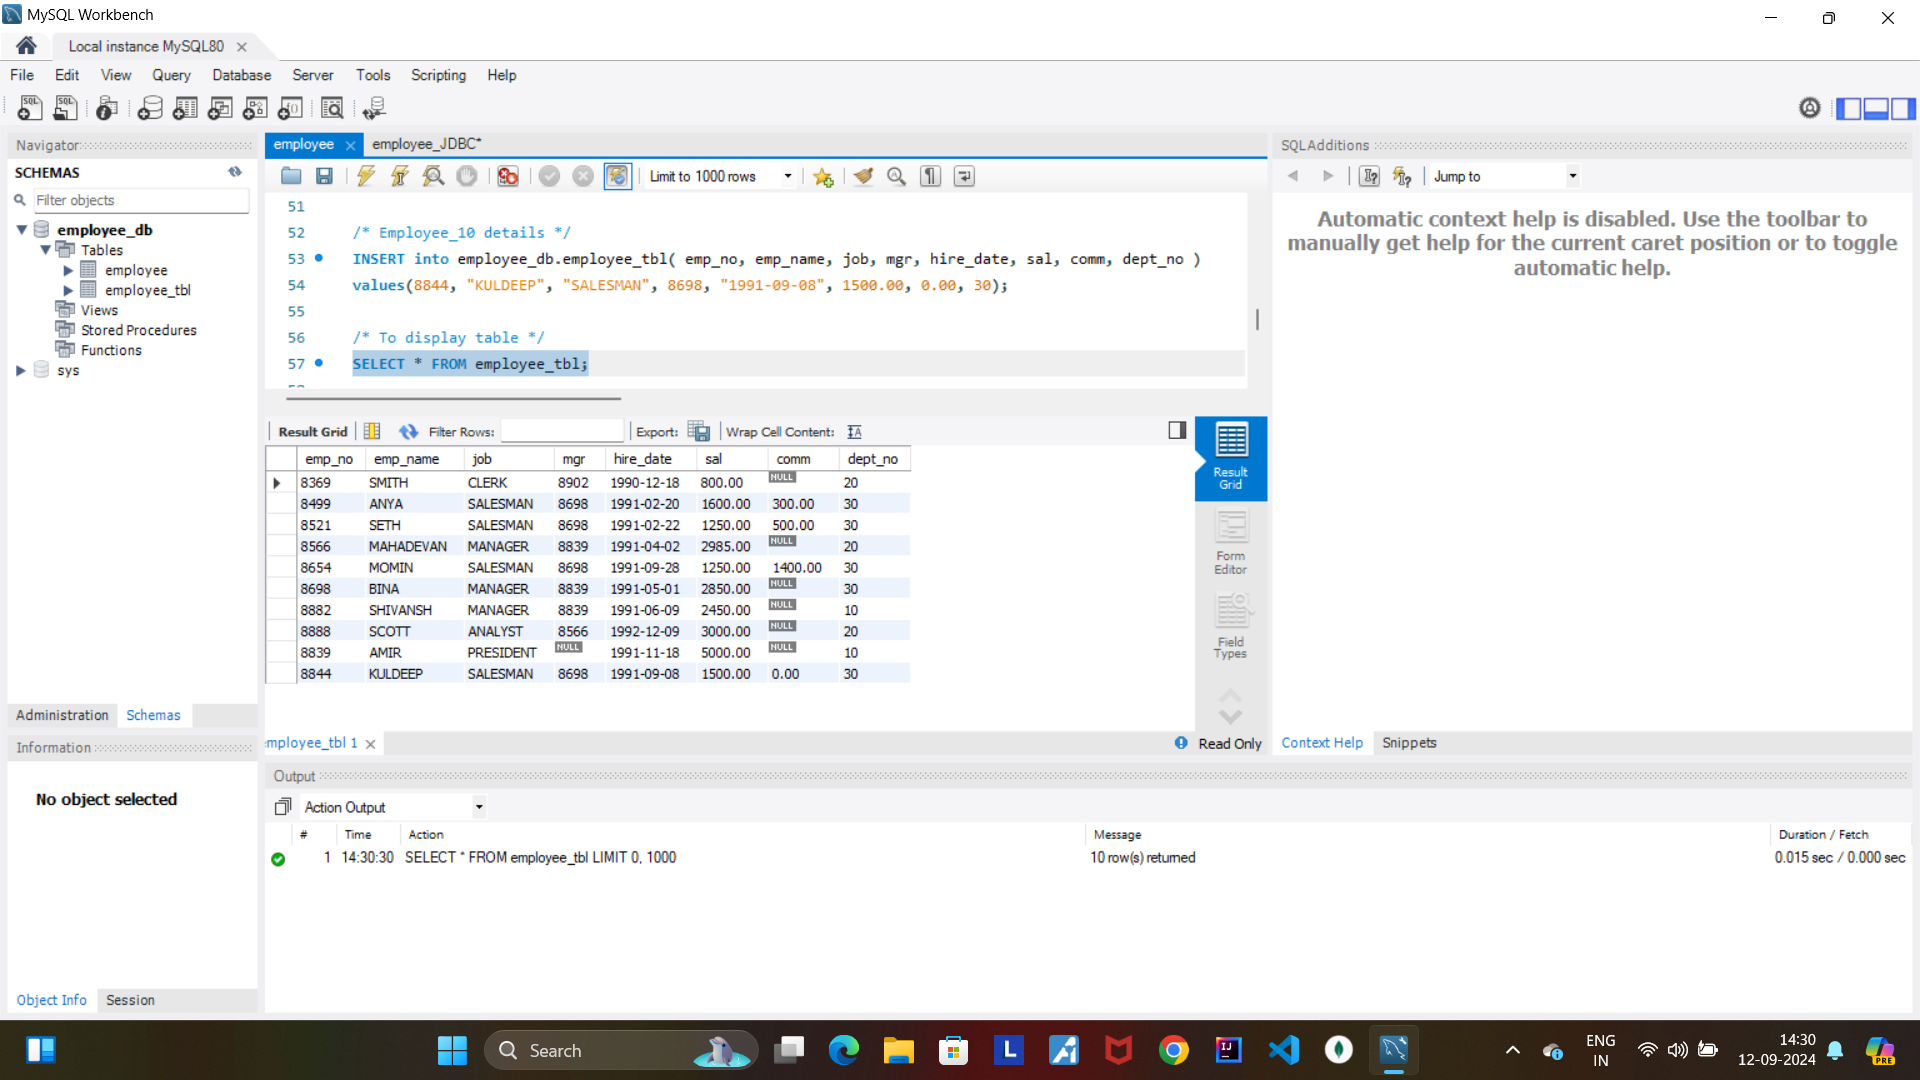 MySQL Workbench
Local instance MySQL80
File Edit View Query Database Server Tools Scripting Help
Navigator
SCHEMAS
Filter objects
employee_db
Tables
employee
employee_tbl
Views
Stored Procedures
Functions
sys
Administration Schemas
Information
No object selected
Object Info Session
employee employee_JDBC*
Limit to 1000 rows
51
52 /* Employee_10 details */
53 INSERT into employee_db.employee_tbl( emp_no, emp_name, job, mgr, hire_date, sal, comm, dept_no )
54 values(8844, "KULDEEP", "SALESMAN", 8698, "1991-09-08", 1500.00, 0.00, 30);
55
56 /* To display table */
57 SELECT * FROM employee_tbl;
Result Grid Filter Rows: Export: Wrap Cell Content:
emp_no emp_name job mgr hire_date sal comm dept_no
8369 SMITH CLERK 8902 1990-12-18 800.00 NULL 20
8499 ANYA SALESMAN 8698 1991-02-20 1600.00 300.00 30
8521 SETH SALESMAN 8698 1991-02-22 1250.00 500.00 30
8566 MAHADEVAN MANAGER 8839 1991-04-02 2985.00 NULL 20
8654 MOMIN SALESMAN 8698 1991-09-28 1250.00 1400.00 30
8698 BINA MANAGER 8839 1991-05-01 2850.00 NULL 30
8882 SHIVANSH MANAGER 8839 1991-06-09 2450.00 NULL 10
8888 SCOTT ANALYST 8566 1992-12-09 3000.00 NULL 20
8839 AMIR PRESIDENT NULL 1991-11-18 5000.00 NULL 10
8844 KULDEEP SALESMAN 8698 1991-09-08 1500.00 0.00 30
Result
Grid
Form
Editor
Field
Types
mployee_tbl 1
Read Only
SQLAdditions
Jump to
Automatic context help is disabled. Use the toolbar to
manually get help for the current caret position or to toggle
automatic help.
Context Help Snippets
Output
Action Output
# Time Action Message Duration / Fetch
1 14:30:30 SELECT * FROM employee_tbl LIMIT 0, 1000 10 row(s) returned 0.015 sec / 0.000 sec
Search
ENG
IN
14:30
12-09-2024